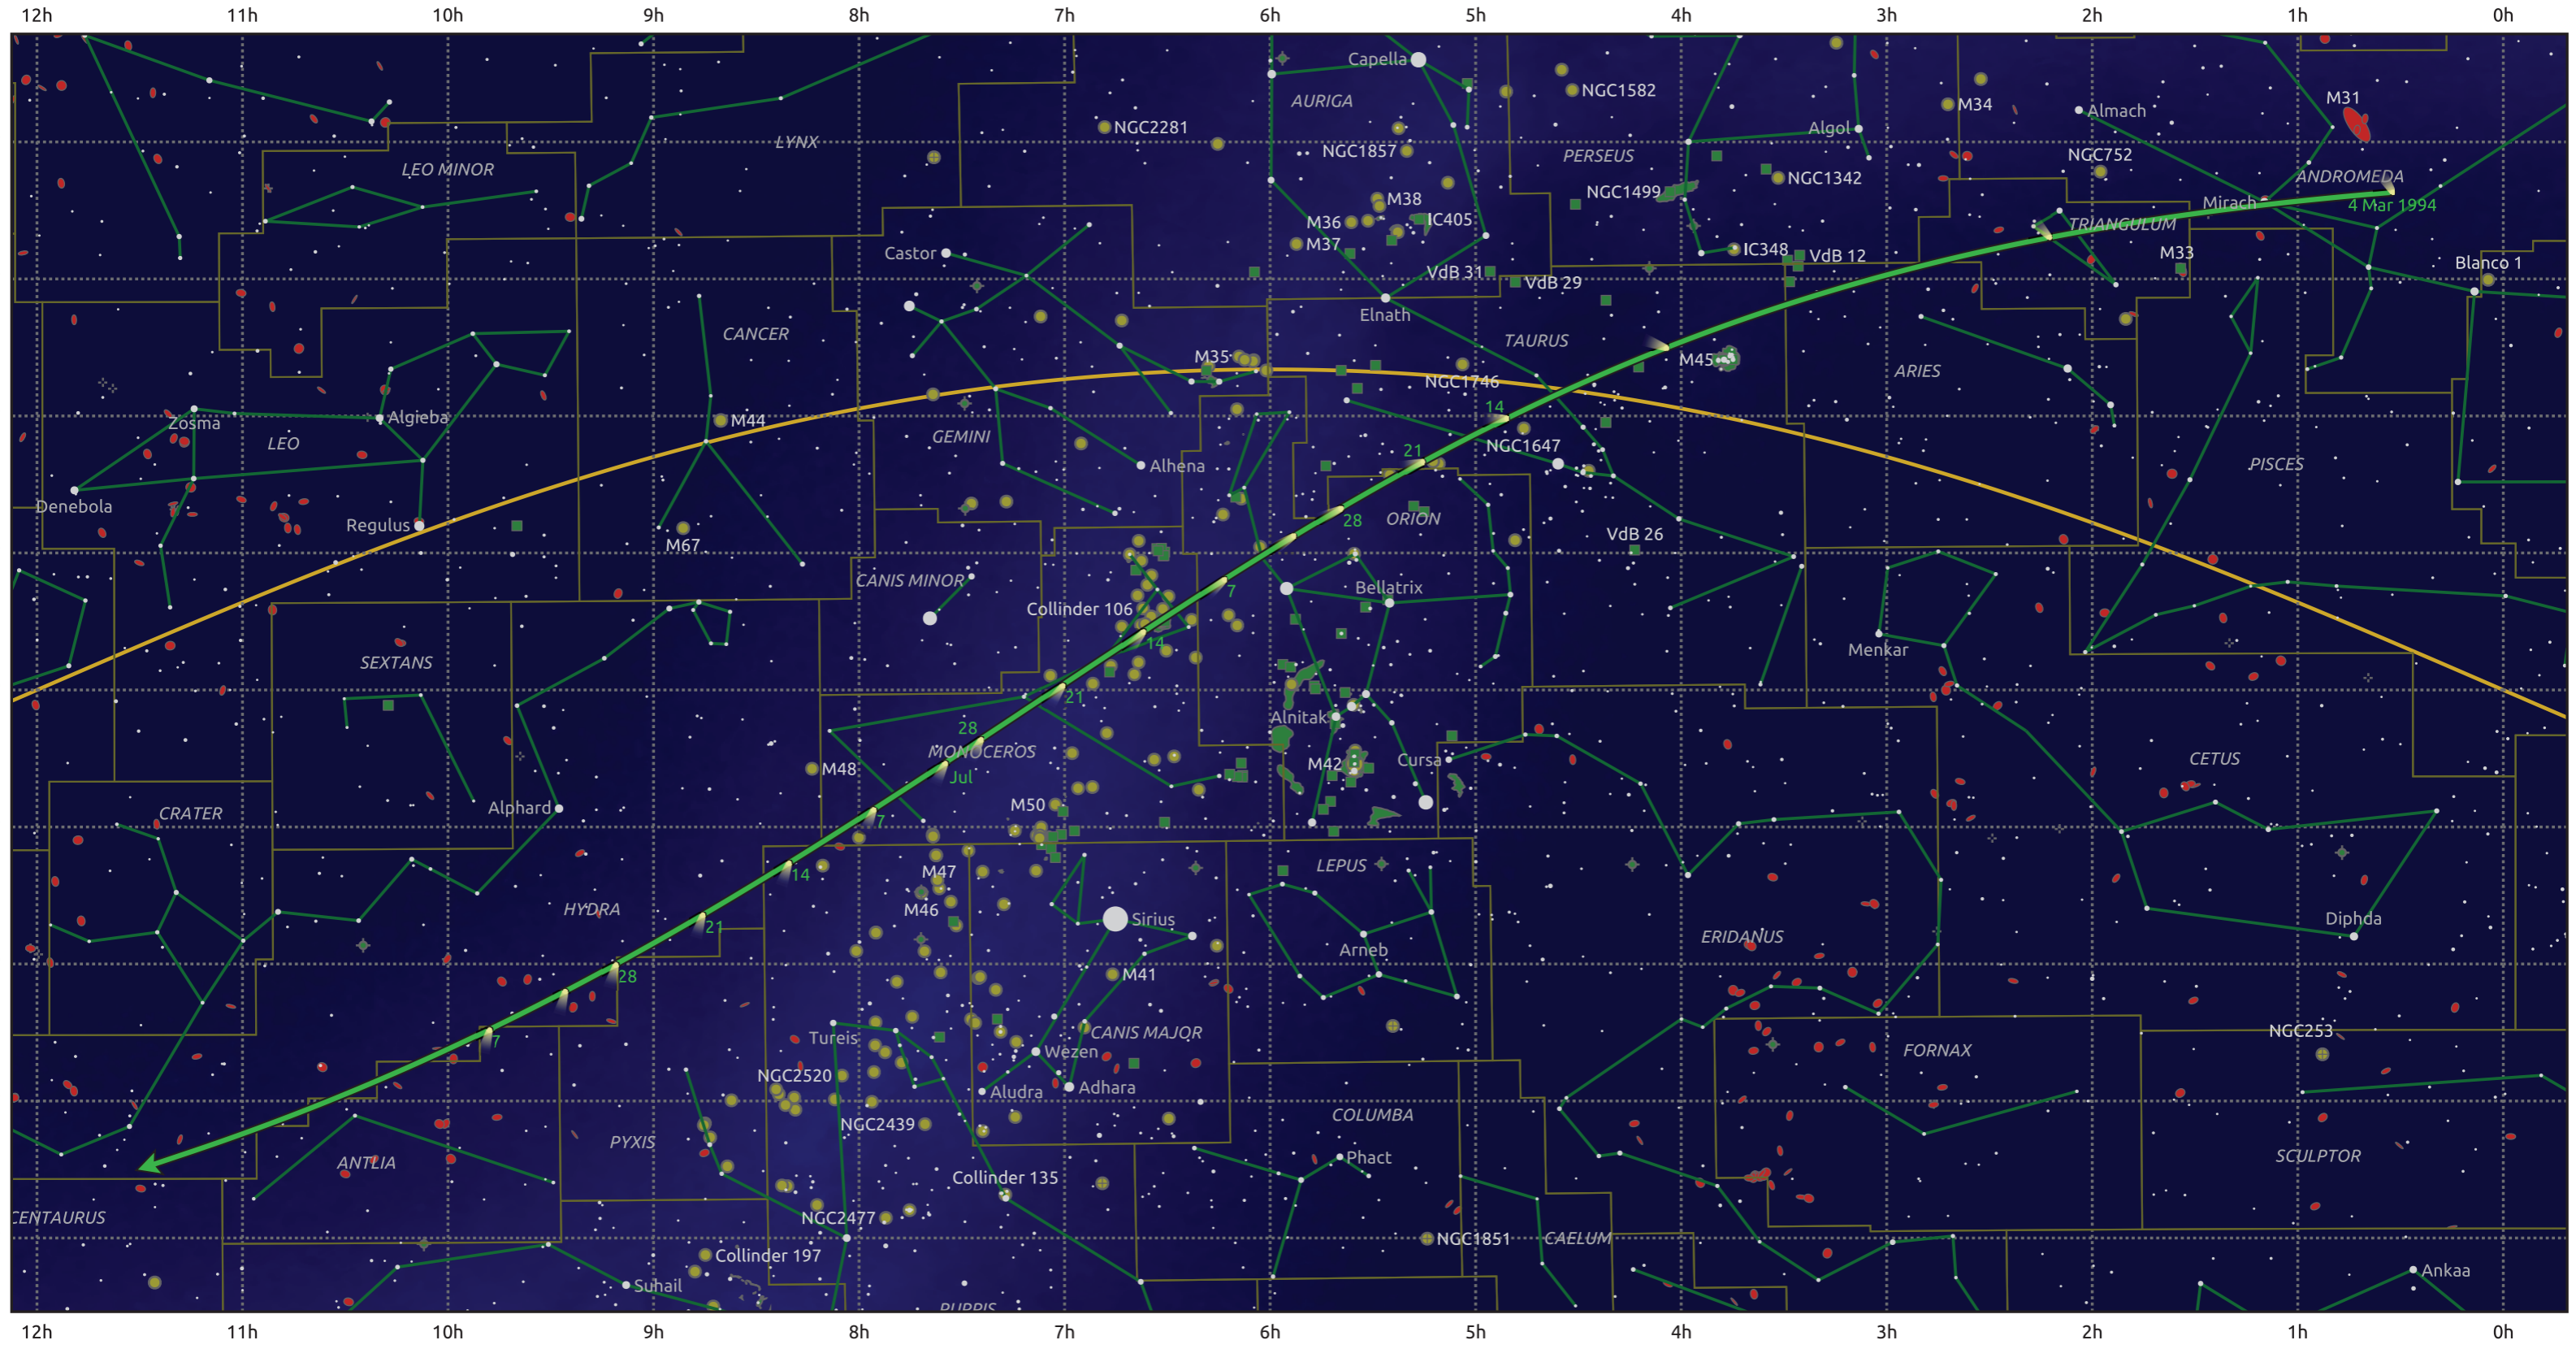 12h 11h 10h 9h 8h 7h 6h 5h 4h 3h 2h 1h 0h
Capella
NGC1582
M31
AURIGA
M34
Almach
NGC2281
Algol
LYNX
NGC1857
PERSEUS
NGC752
LEO MINOR
NGC1342
ANDROMEDA
NGC1499
M38
Mirach
4 Mar 1994
M36
IC405
TRIANGULUM
M37
IC348
Castor
VdB 12
M33
Blanco 1
VdB 31
VdB 29
Elnath
CANCER
TAURUS
M35
M45
ARIES
NGC1746
14
Algieba
M44
Zosma
LEO
GEMINI
NGC1647
21
Alhena
PISCES
Denebola
Regulus
28
ORION
VdB 26
M67
CANIS MINOR
Bellatrix
7
Collinder 106
14
Menkar
SEXTANS
21
Alnitak
28
MONOCEROS
CETUS
M48
Jul
M42
Cursa
M50
Alphard
CRATER
7
LEPUS
14
M47
HYDRA
M46
Sirius
Diphda
21
ERIDANUS
Arneb
28
M41
CANIS MAJOR
NGC253
Tureis
7
Wezen
FORNAX
NGC2520
Aludra
Adhara
COLUMBA
NGC2439
PYXIS
Phact
SCULPTOR
ANTLIA
Collinder 135
CENTAURUS
NGC2477
NGC1851
CAELUM
Collinder 197
Ankaa
Suhail
PUPPIS
12h 11h 10h 9h 8h 7h 6h 5h 4h 3h 2h 1h 0h